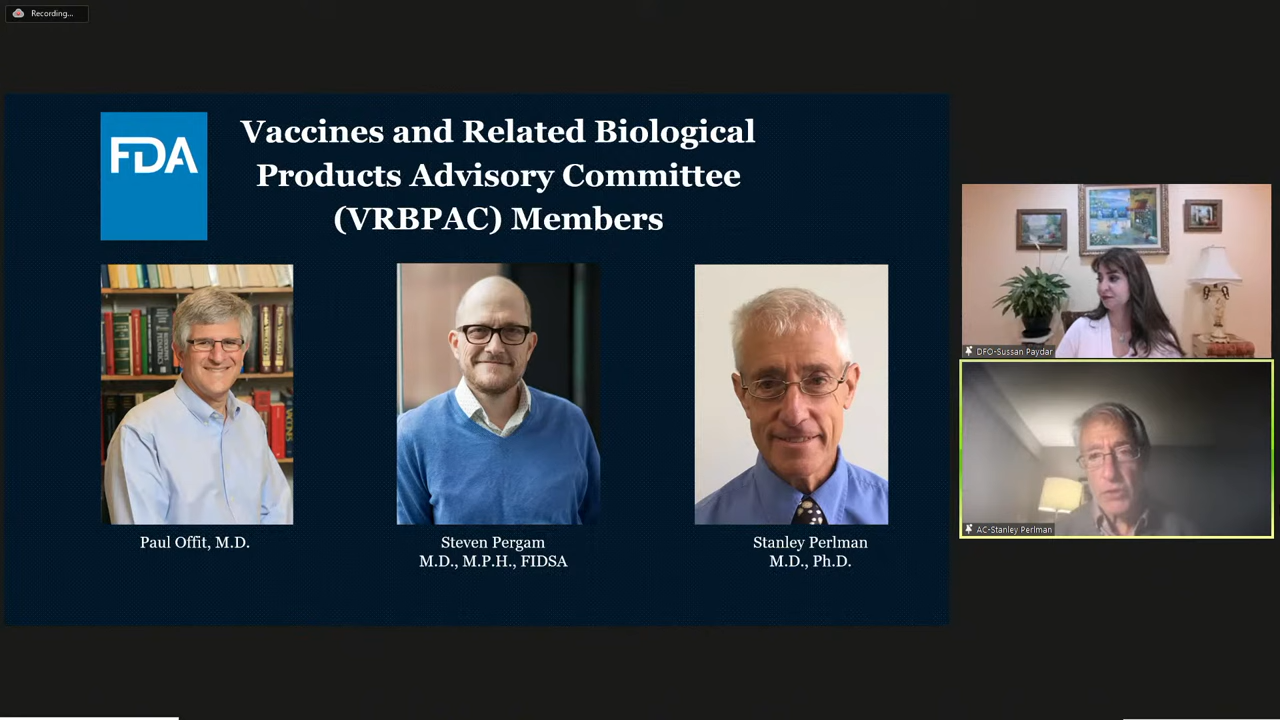 Recording...
FDA
Vaccines and Related Biological
Products Advisory Committee
(VRBPAC) Members
Paul Offit, M.D.
Steven Pergam
M.D., M.P.H., FIDSA
Stanley Perlman
M.D., Ph.D.
DFO-Sussan Paydar
AC-Stanley Perlman